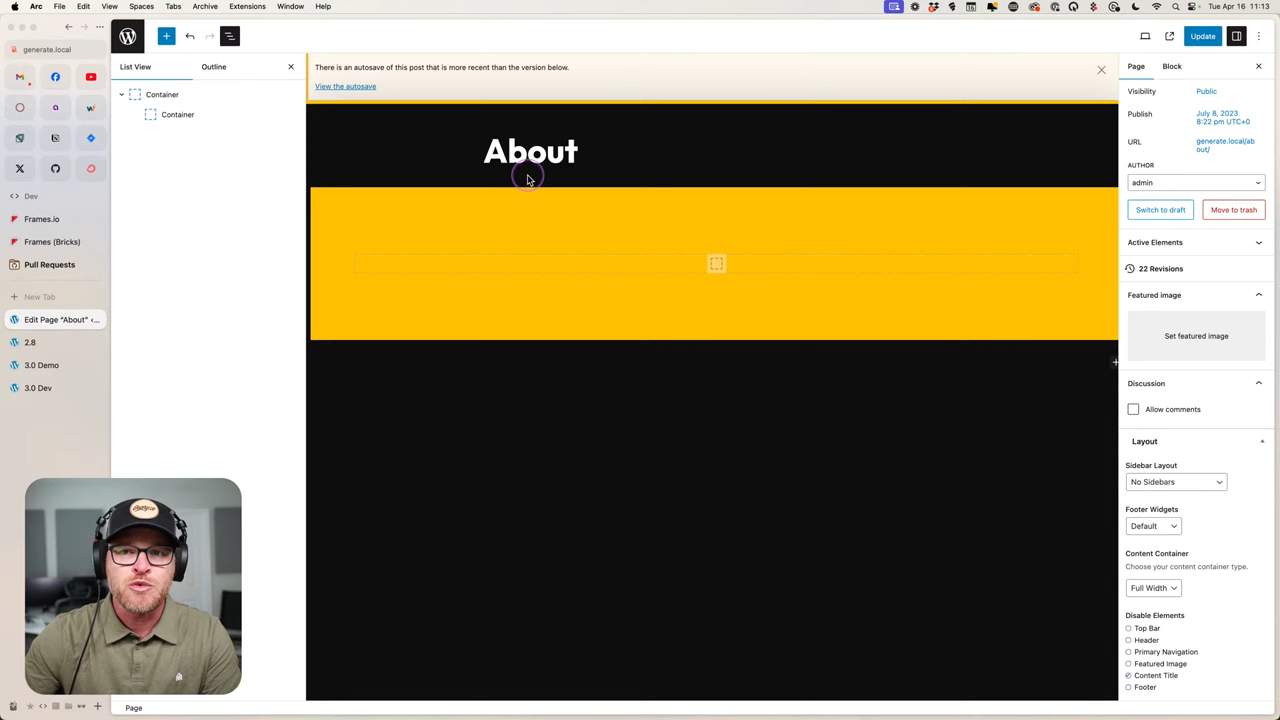 Arc File Edit View Spaces Tabs Archive Extensions Window Help
Tue Apr 16 11:13
generate.local
Dev
Frames.io
Frames (Bricks)
Pull Requests
New Tab
Edit Page “About” ‹...
2.8
3.0 Demo
3.0 Dev
List View Outline
Container
Container
There is an autosave of this post that is more recent than the version below.
View the autosave
About
Update
Page Block
Visibility Public
Publish July 8, 2023
8:22 pm UTC+0
URL generate.local/ab
out/
AUTHOR
admin
Switch to draft Move to trash
Active Elements
22 Revisions
Featured image
Set featured image
Discussion
Allow comments
Layout
Sidebar Layout
No Sidebars
Footer Widgets
Default
Content Container
Choose your content container type.
Full Width
Disable Elements
Top Bar
Header
Primary Navigation
Featured Image
Content Title
Footer
Page